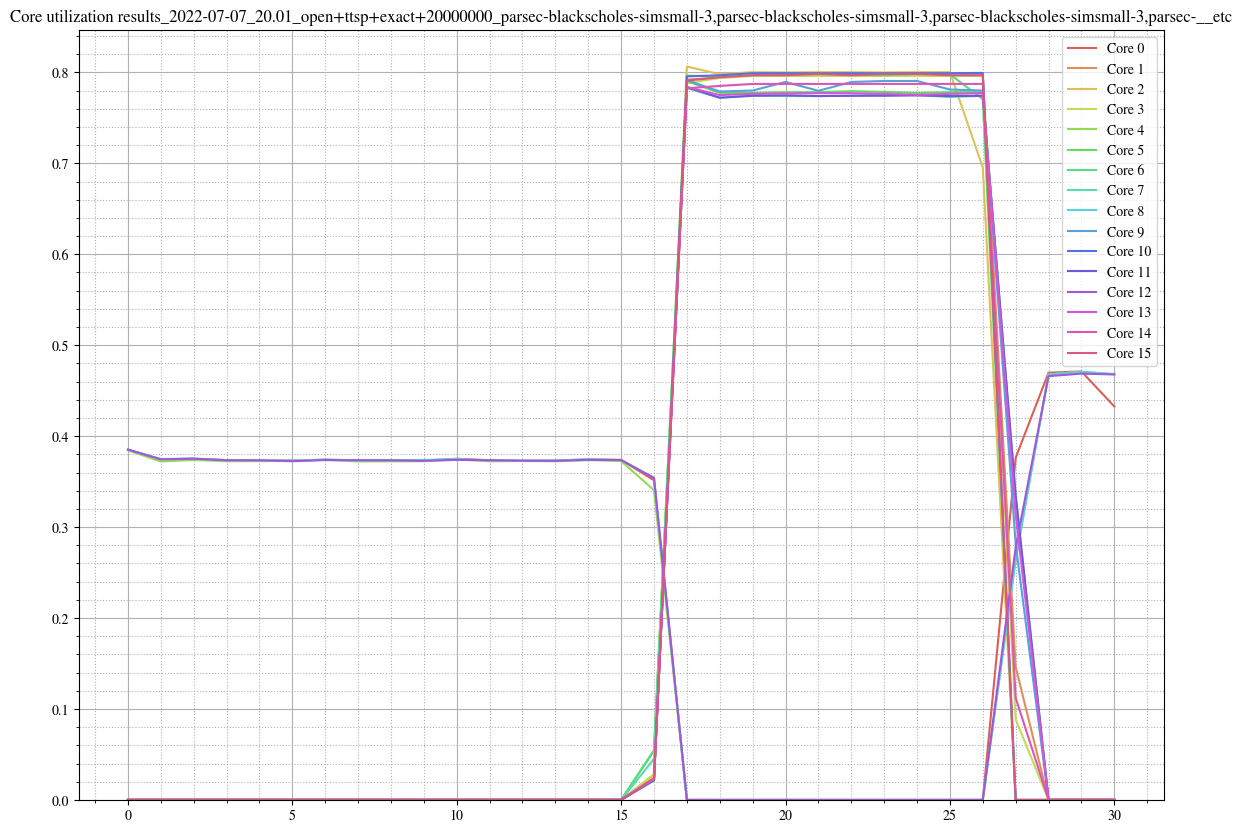 Core utilization results_2022-07-07_20.01_open+ttsp+exact+20000000_parsec-blackscholes-simsmall-3,parsec-blackscholes-simsmall-3,parsec-blackscholes-simsmall-3,parsec-__etc
0.8
0.7
0.6
0.5
0.4
0.3
0.2
0.1
0.0
0 5 10 15 20 25 30
Core 0
Core 1
Core 2
Core 3
Core 4
Core 5
Core 6
Core 7
Core 8
Core 9
Core 10
Core 11
Core 12
Core 13
Core 14
Core 15